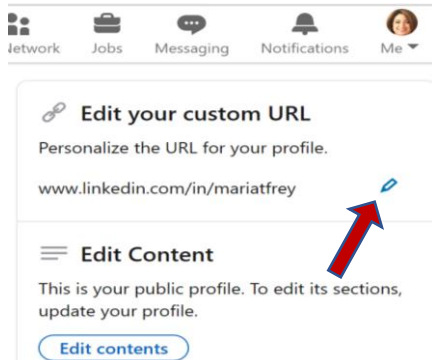 Network Jobs Messaging Notifications Me
Edit your custom URL
Personalize the URL for your profile.
www.linkedin.com/in/mariatfrey
Edit Content
This is your public profile. To edit its sections,
update your profile.
Edit contents